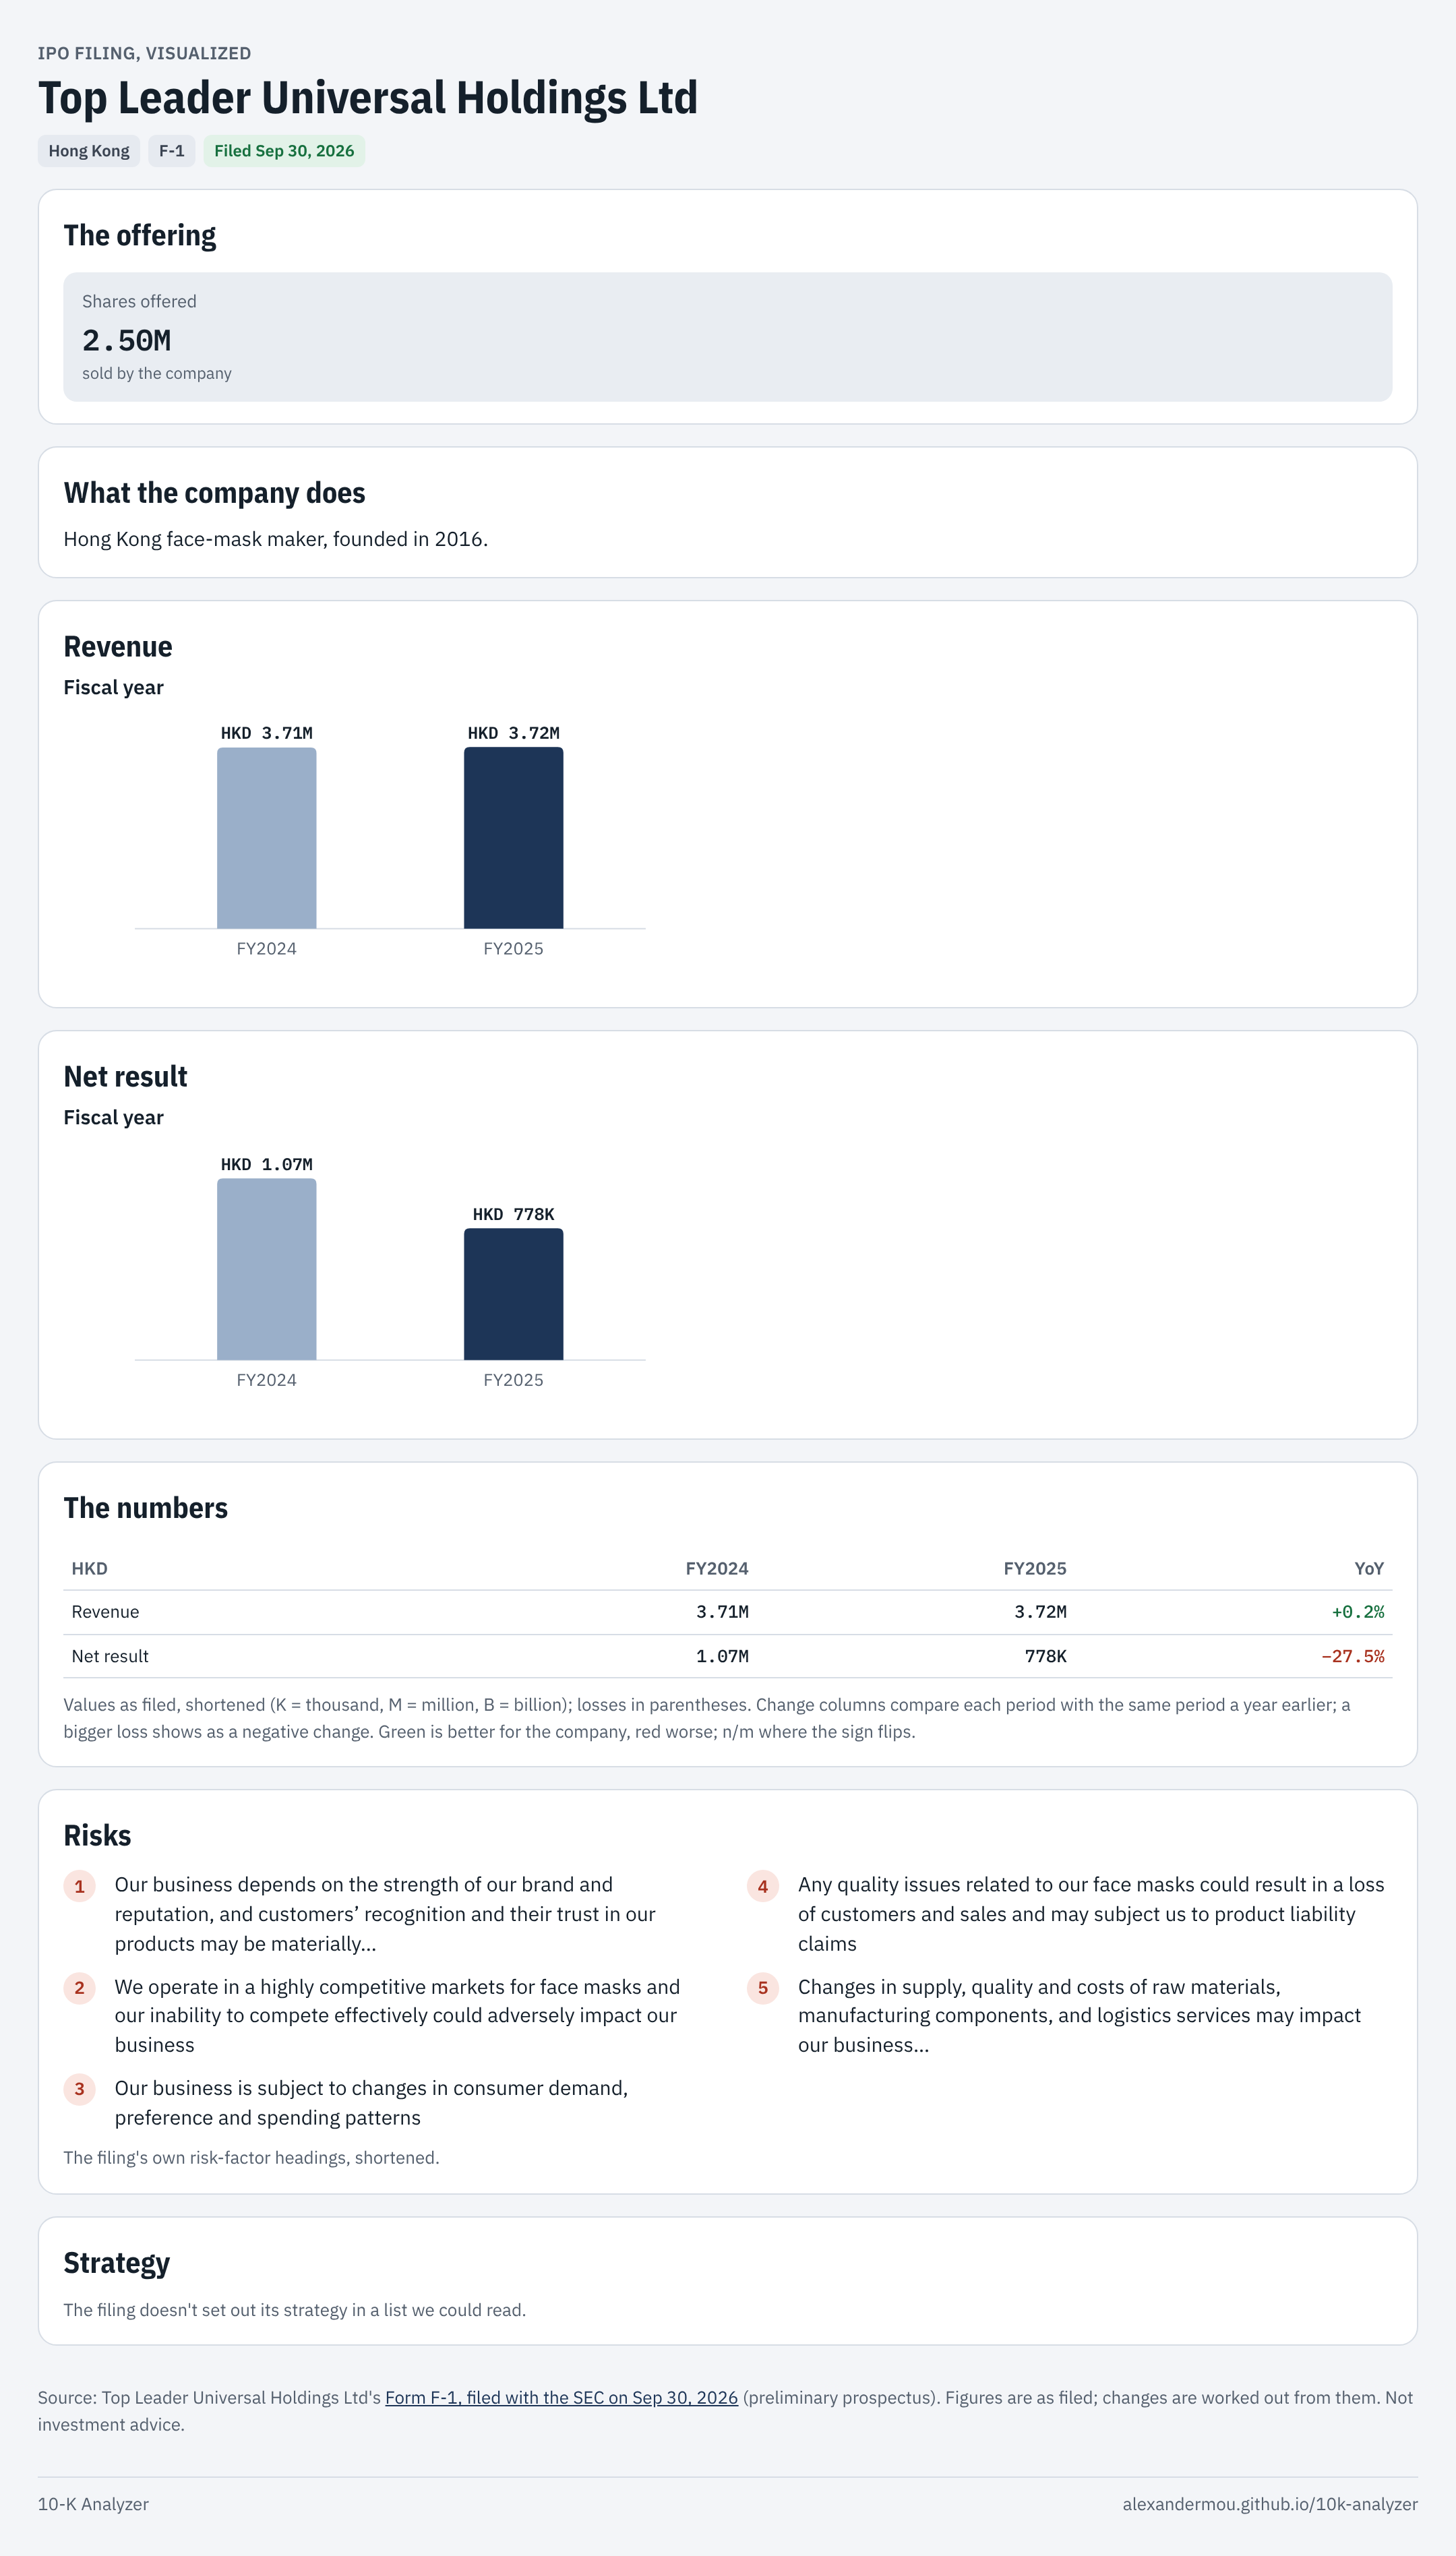 IPO FILING, VISUALIZED
Top Leader Universal Holdings Ltd
Hong Kong
F-1
Filed Sep 30, 2026
The offering
Shares offered
2.50M
sold by the company
What the company does
Hong Kong face-mask maker, founded in 2016.
Revenue
Fiscal year
HKD 3.71M
HKD 3.72M
FY2024
FY2025
Net result
Fiscal year
HKD 1.07M
HKD 778K
FY2024
FY2025
The numbers
HKD FY2024 FY2025 YoY
Revenue 3.71M 3.72M +0.2%
Net result 1.07M 778K −27.5%
Values as filed, shortened (K = thousand, M = million, B = billion); losses in parentheses. Change columns compare each period with the same period a year earlier; a
bigger loss shows as a negative change. Green is better for the company, red worse; n/m where the sign flips.
Risks
1 Our business depends on the strength of our brand and
reputation, and customers’ recognition and their trust in our
products may be materially…
2 We operate in a highly competitive markets for face masks and
our inability to compete effectively could adversely impact our
business
3 Our business is subject to changes in consumer demand,
preference and spending patterns
4 Any quality issues related to our face masks could result in a loss
of customers and sales and may subject us to product liability
claims
5 Changes in supply, quality and costs of raw materials,
manufacturing components, and logistics services may impact
our business…
The filing's own risk-factor headings, shortened.
Strategy
The filing doesn't set out its strategy in a list we could read.
Source: Top Leader Universal Holdings Ltd's Form F-1, filed with the SEC on Sep 30, 2026 (preliminary prospectus). Figures are as filed; changes are worked out from them. Not
investment advice.
10-K Analyzer
alexandermou.github.io/10k-analyzer